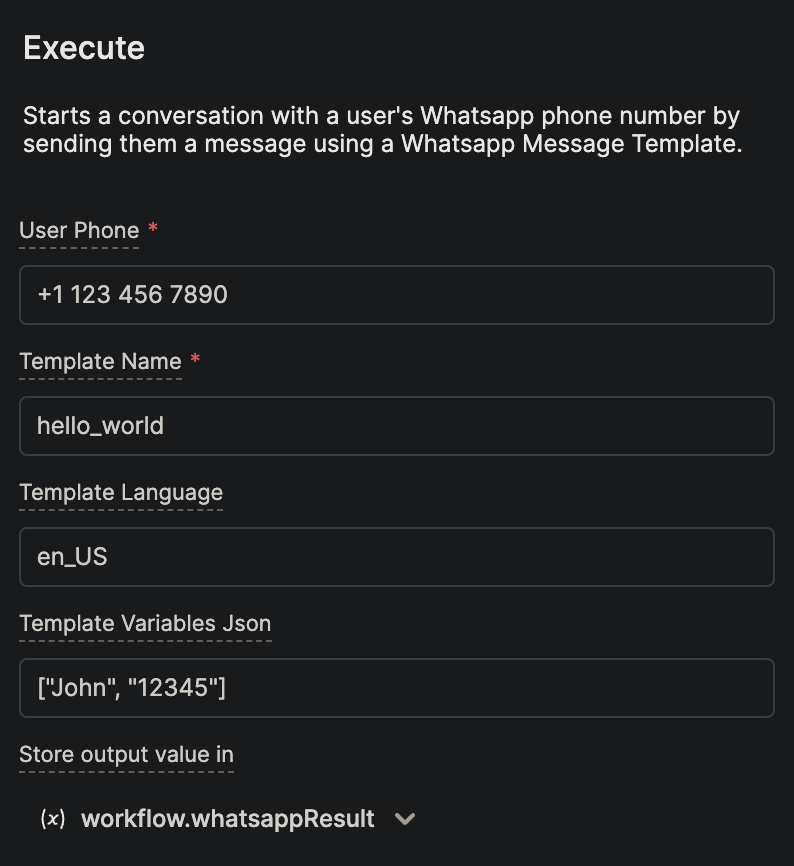 Execute
Starts a conversation with a user's Whatsapp phone number by
sending them a message using a Whatsapp Message Template.
User Phone *
+1 123 456 7890
Template Name *
hello_world
Template Language
en_US
Template Variables Json
["John", "12345"]
Store output value in
(x) workflow.whatsappResult